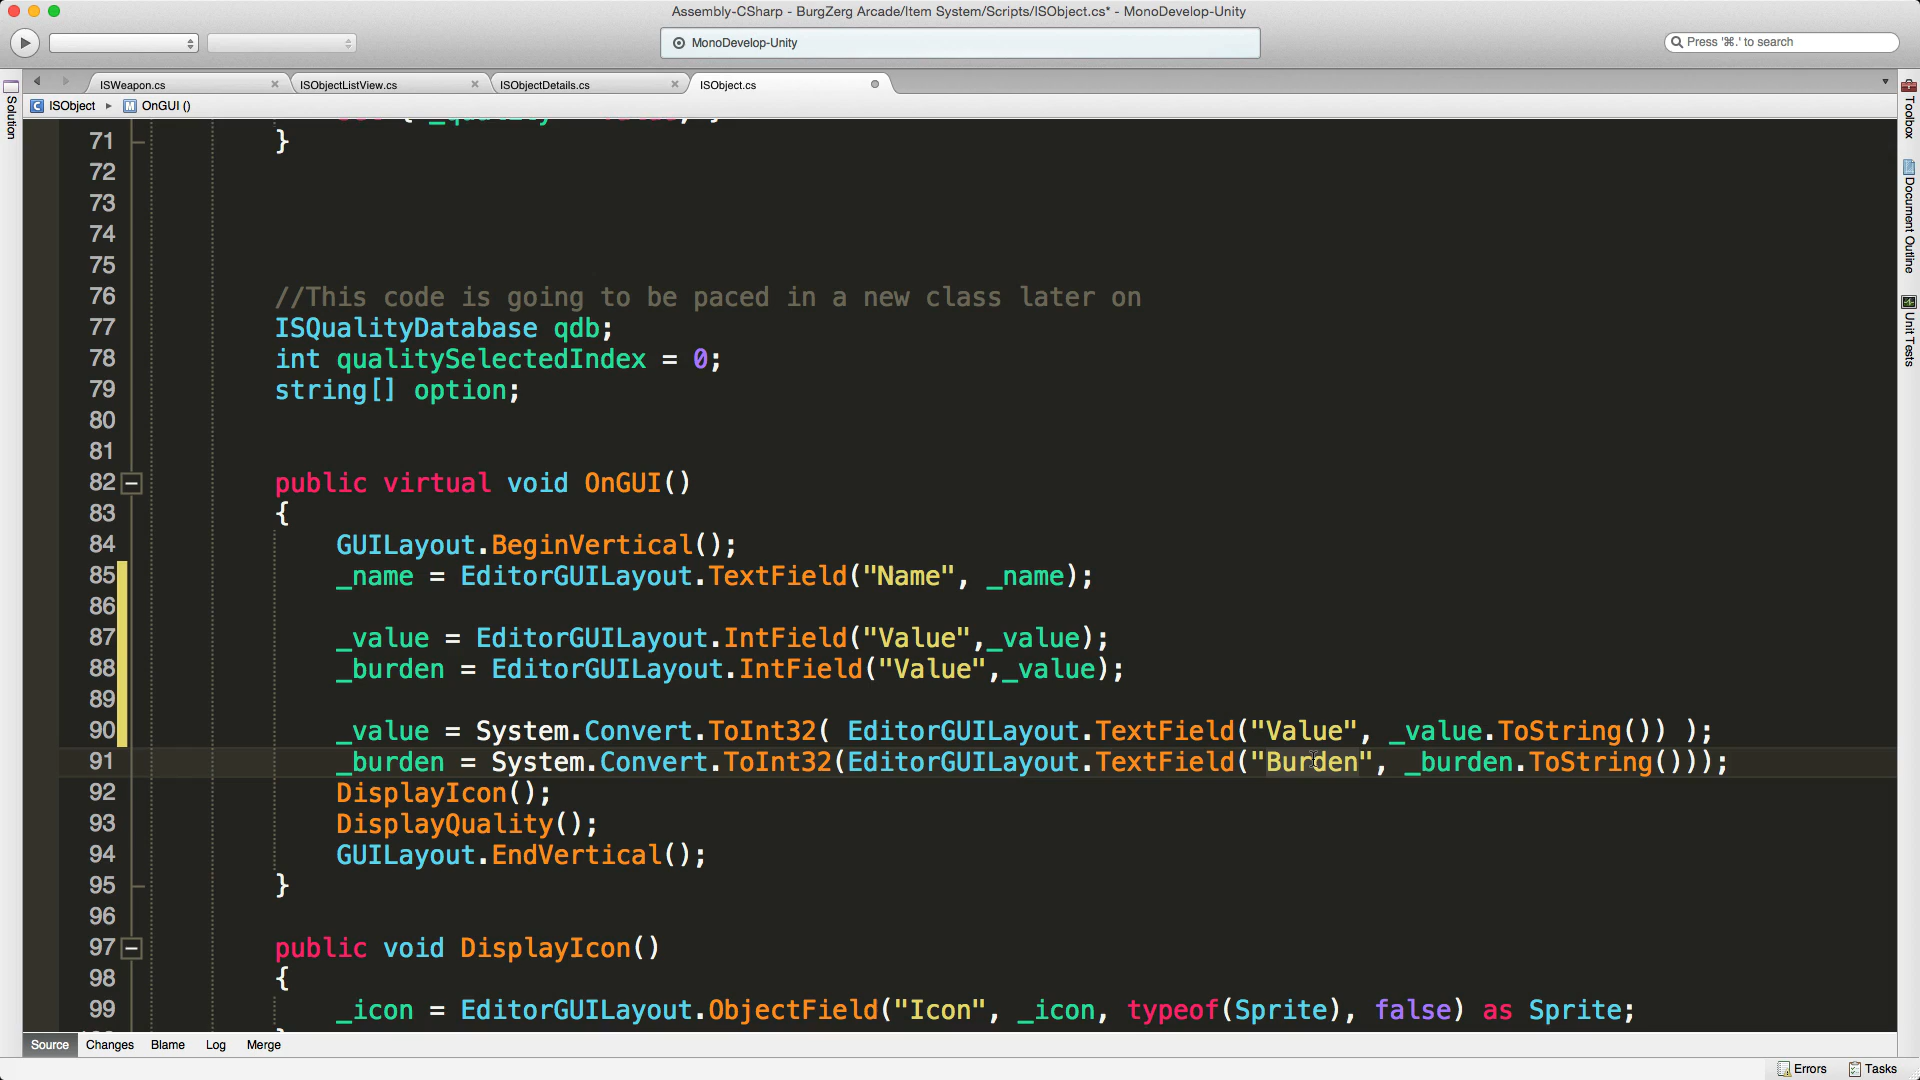 Assembly-CSharp - BurgZerg Arcade/Item System/Scripts/ISObject.cs* - MonoDevelop-Unity
MonoDevelop-Unity
Press '⌘.' to search
ISWeapon.cs
ISObjectListView.cs
ISObjectDetails.cs
ISObject.cs
ISObject ▸ OnGUI ()
Solution
Toolbox
Document Outline
Unit Tests
71 }
72
73
74
75
76 //This code is going to be paced in a new class later on
77 ISQualityDatabase qdb;
78 int qualitySelectedIndex = 0;
79 string[] option;
80
81
82 public virtual void OnGUI()
83 {
84 GUILayout.BeginVertical();
85 _name = EditorGUILayout.TextField("Name", _name);
86
87 _value = EditorGUILayout.IntField("Value",_value);
88 _burden = EditorGUILayout.IntField("Value",_value);
89
90 _value = System.Convert.ToInt32( EditorGUILayout.TextField("Value", _value.ToString()) );
91 _burden = System.Convert.ToInt32(EditorGUILayout.TextField("Burden", _burden.ToString()));
92 DisplayIcon();
93 DisplayQuality();
94 GUILayout.EndVertical();
95 }
96
97 public void DisplayIcon()
98 {
99 _icon = EditorGUILayout.ObjectField("Icon", _icon, typeof(Sprite), false) as Sprite;
Source Changes Blame Log Merge
Errors Tasks